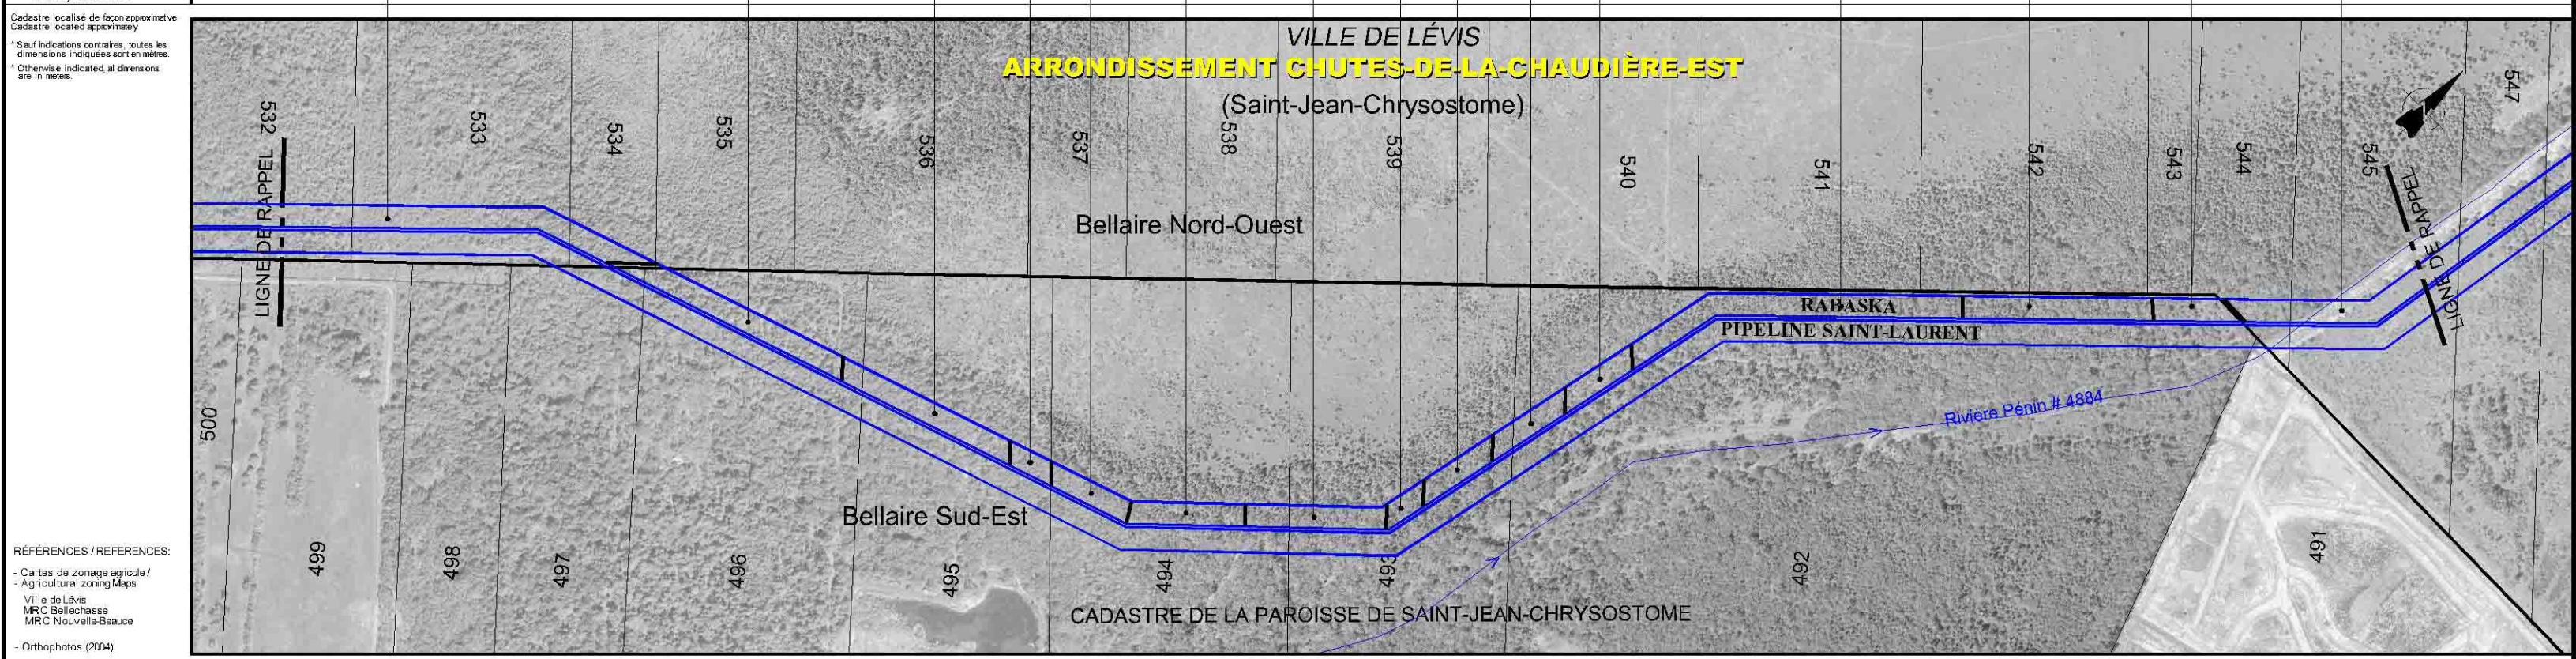 Cadastre localisé de façon approximative
Cadastre located approximately
* Sauf indications contraires, toutes les
dimensions indiquées sont en mètres.
* Otherwise indicated, all dimensions
are in meters.
VILLE DE LÉVIS
ARRONDISSEMENT CHUTES-DE-LA-CHAUDIÈRE-EST
(Saint-Jean-Chrysostome)
532
533
534
535
536
537
538
539
540
541
542
543
544
545
547
LIGNE DE RAPPEL
LIGNE DE RAPPEL
Bellaire Nord-Ouest
RABASKA
PIPELINE SAINT-LAURENT
Rivière Pénin # 4884
Bellaire Sud-Est
500
499
498
497
496
495
494
493
492
491
CADASTRE DE LA PAROISSE DE SAINT-JEAN-CHRYSOSTOME
RÉFÉRENCES / REFERENCES:
- Cartes de zonage agricole /
- Agricultural zoning Maps
Ville de Lévis
MRC Bellechasse
MRC Nouvelle-Beauce
- Orthophotos (2004)